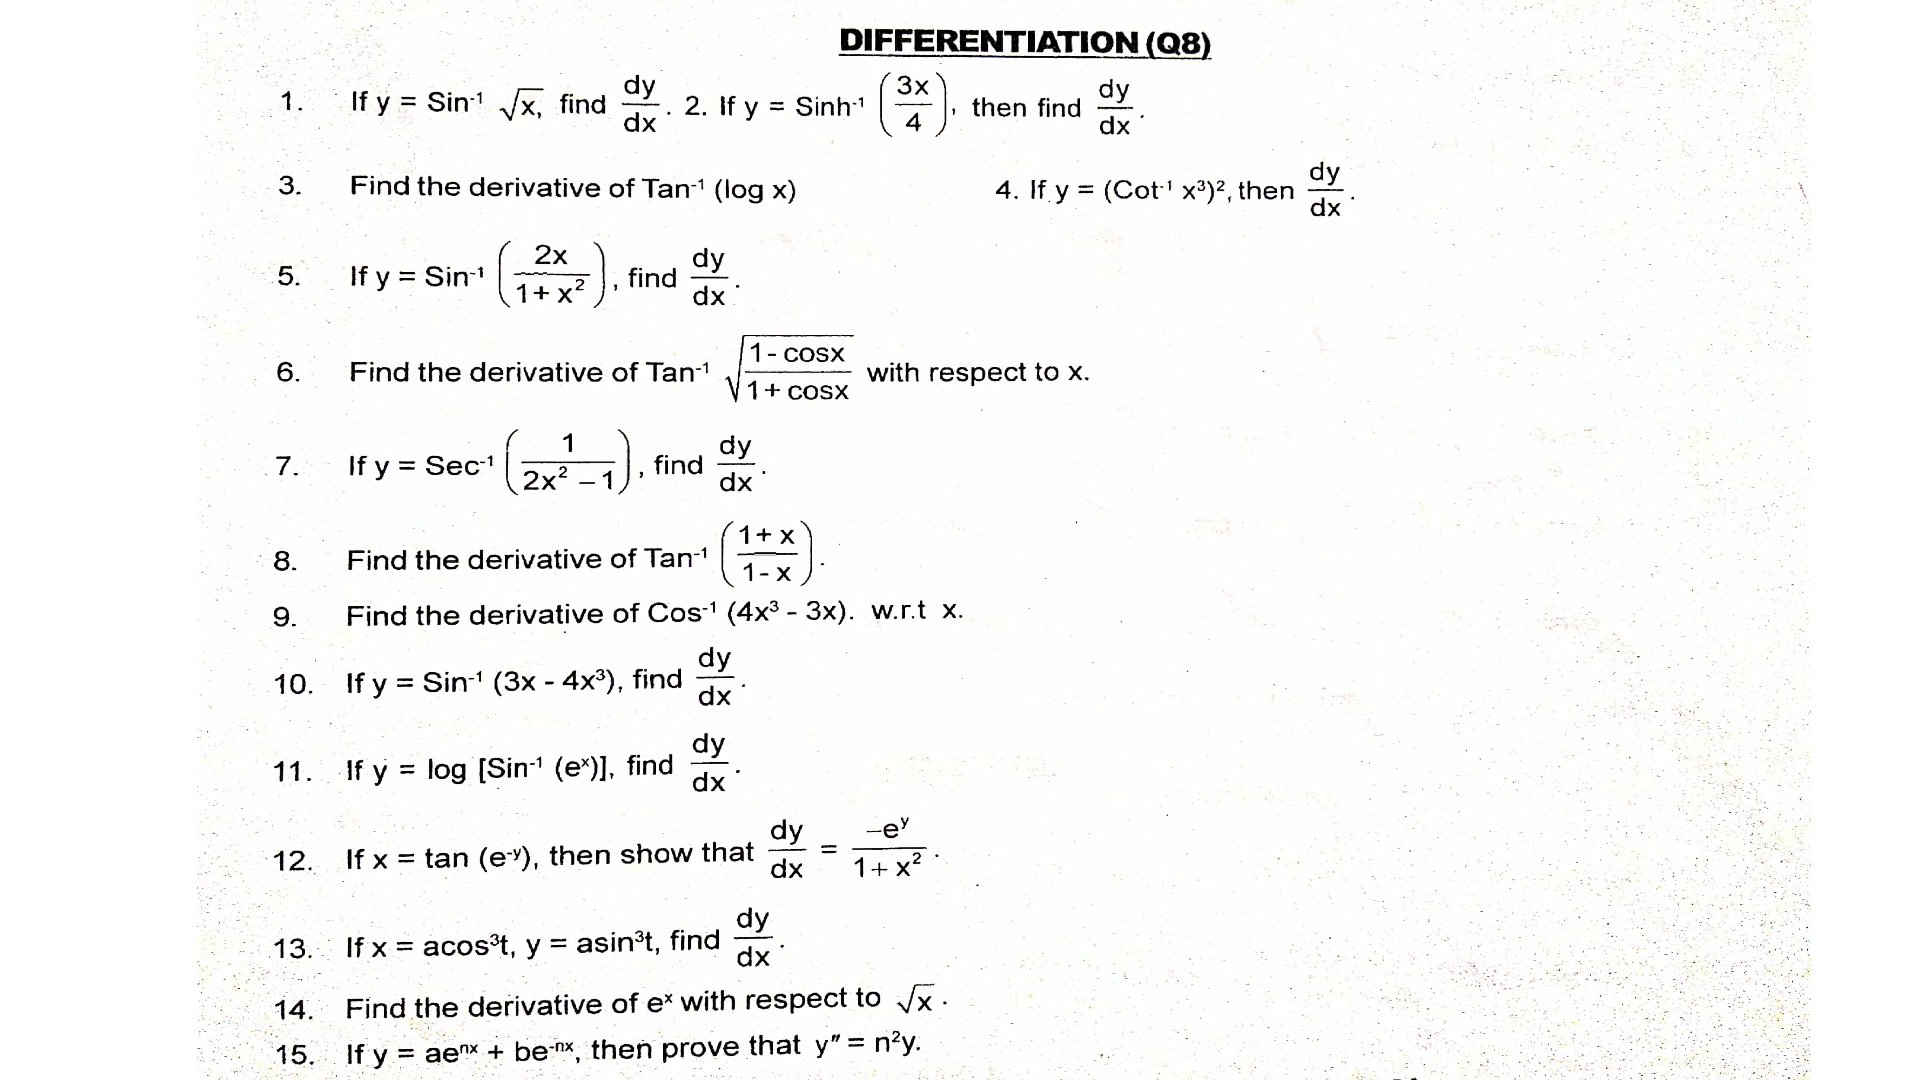 DIFFERENTIATION (Q8)
1. If y = Sin⁻¹ √x, find dy/dx. 2. If y = Sinh⁻¹ (3x/4), then find dy/dx.
3. Find the derivative of Tan⁻¹ (log x) 4. If y = (Cot⁻¹ x³)², then dy/dx.
5. If y = Sin⁻¹ (2x/(1+ x²)), find dy/dx.
6. Find the derivative of Tan⁻¹ √((1- cosx)/(1+ cosx)) with respect to x.
7. If y = Sec⁻¹ (1/(2x² – 1)), find dy/dx.
8. Find the derivative of Tan⁻¹ ((1+ x)/(1- x)).
9. Find the derivative of Cos⁻¹ (4x³ - 3x). w.r.t x.
10. If y = Sin⁻¹ (3x - 4x³), find dy/dx.
11. If y = log [Sin⁻¹ (eˣ)], find dy/dx.
12. If x = tan (e⁻ʸ), then show that dy/dx = –eʸ/(1+ x²).
13. If x = acos³t, y = asin³t, find dy/dx.
14. Find the derivative of eˣ with respect to √x.
15. If y = aeⁿˣ + be⁻ⁿˣ, then prove that y″ = n²y.